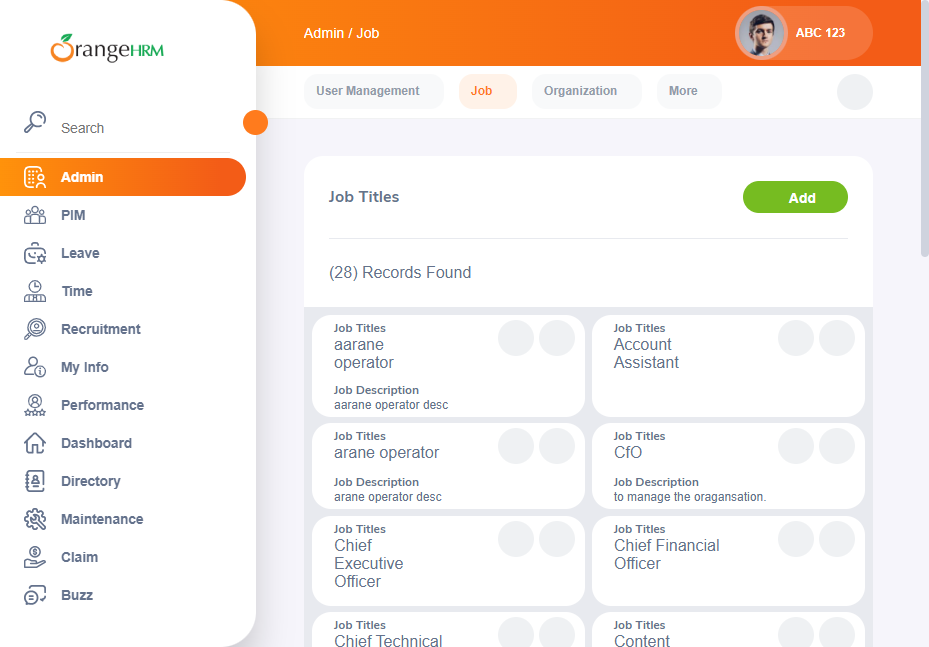 OrangeHRM
Search
Admin
PIM
Leave
Time
Recruitment
My Info
Performance
Dashboard
Directory
Maintenance
Claim
Buzz
Admin / Job
ABC 123
User Management
Job
Organization
More
Job Titles
Add
(28) Records Found
Job Titles
aarane
operator
Job Description
aarane operator desc
Job Titles
Account
Assistant
Job Titles
arane operator
Job Description
arane operator desc
Job Titles
CfO
Job Description
to manage the oragansation.
Job Titles
Chief
Executive
Officer
Job Titles
Chief Financial
Officer
Job Titles
Chief Technical
Job Titles
Content